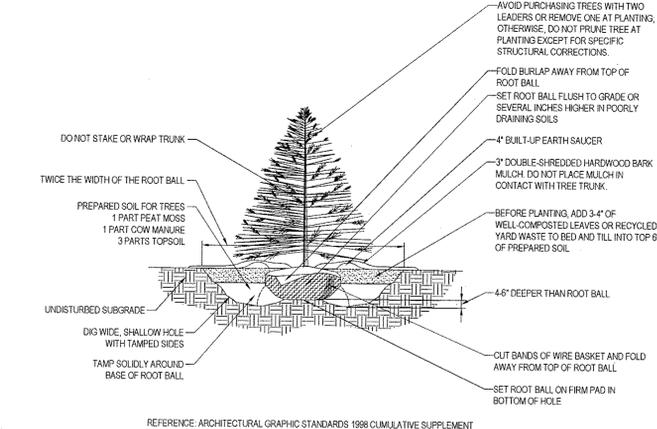 AVOID PURCHASING TREES WITH TWO
LEADERS OR REMOVE ONE AT PLANTING;
OTHERWISE, DO NOT PRUNE TREE AT
PLANTING EXCEPT FOR SPECIFIC
STRUCTURAL CORRECTIONS.
FOLD BURLAP AWAY FROM TOP OF
ROOT BALL
SET ROOT BALL FLUSH TO GRADE OR
SEVERAL INCHES HIGHER IN POORLY
DRAINING SOILS
4" BUILT-UP EARTH SAUCER
3" DOUBLE-SHREDDED HARDWOOD BARK
MULCH. DO NOT PLACE MULCH IN
CONTACT WITH TREE TRUNK.
BEFORE PLANTING, ADD 3-4" OF
WELL-COMPOSTED LEAVES OR RECYCLED
YARD WASTE TO BED AND TILL INTO TOP 6
OF PREPARED SOIL
4-6" DEEPER THAN ROOT BALL
CUT BANDS OF WIRE BASKET AND FOLD
AWAY FROM TOP OF ROOT BALL
SET ROOT BALL ON FIRM PAD IN
BOTTOM OF HOLE
DO NOT STAKE OR WRAP TRUNK
TWICE THE WIDTH OF THE ROOT BALL
PREPARED SOIL FOR TREES
1 PART PEAT MOSS
1 PART COW MANURE
3 PARTS TOPSOIL
UNDISTURBED SUBGRADE
DIG WIDE, SHALLOW HOLE
WITH TAMPED SIDES
TAMP SOLIDLY AROUND
BASE OF ROOT BALL
REFERENCE: ARCHITECTURAL GRAPHIC STANDARDS 1998 CUMULATIVE SUPPLEMENT